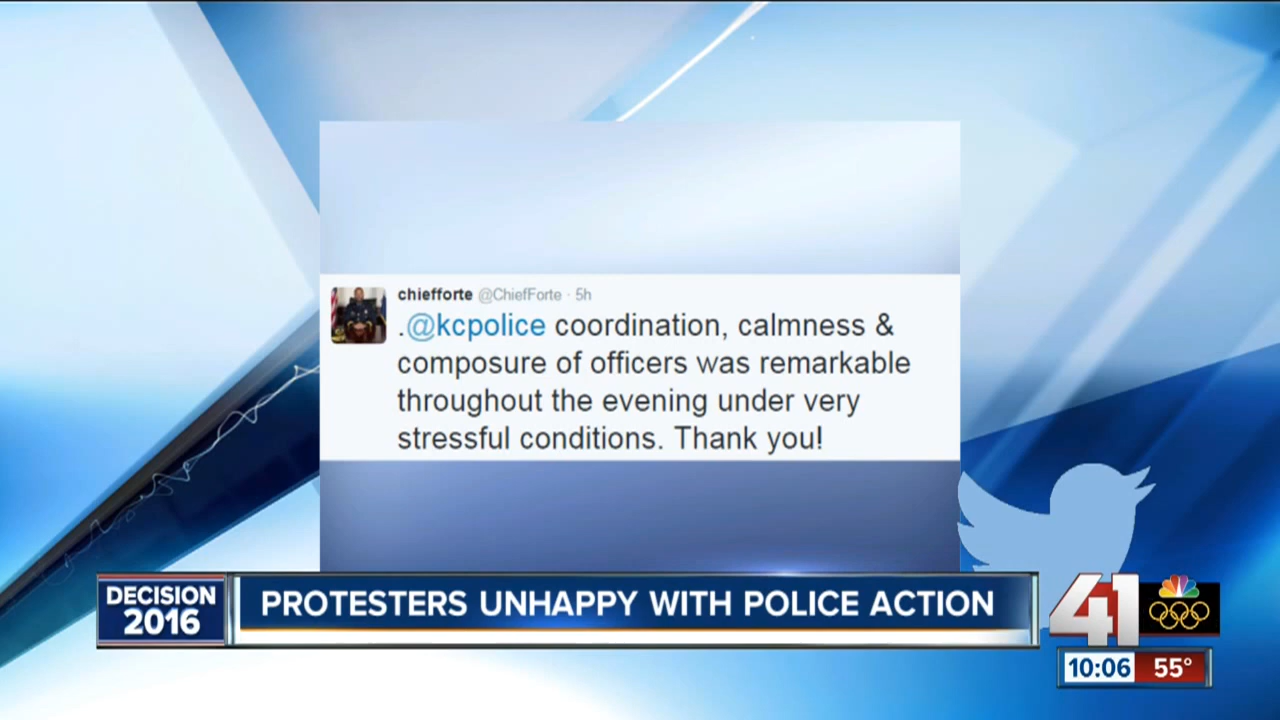 chiefforte @ChiefForte · 5h
.@kcpolice coordination, calmness &
composure of officers was remarkable
throughout the evening under very
stressful conditions. Thank you!
DECISION
2016
PROTESTERS UNHAPPY WITH POLICE ACTION
41
10:06 55°